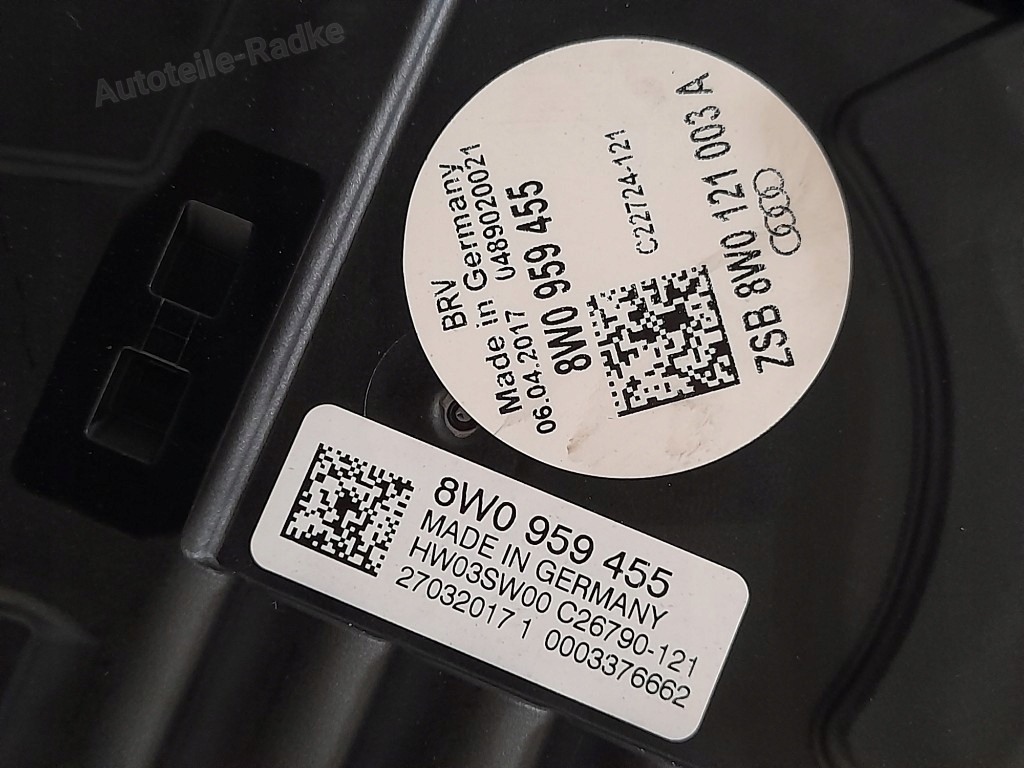 Autoteile-Radke
BRV
Made in Germany
06.04.2017 U489020021
8W0 959 455
C22724-121
ZSB 8W0 121 003 A
8W0 959 455
MADE IN GERMANY
HW03SW00 C26790-121
27032017 1 0003376662